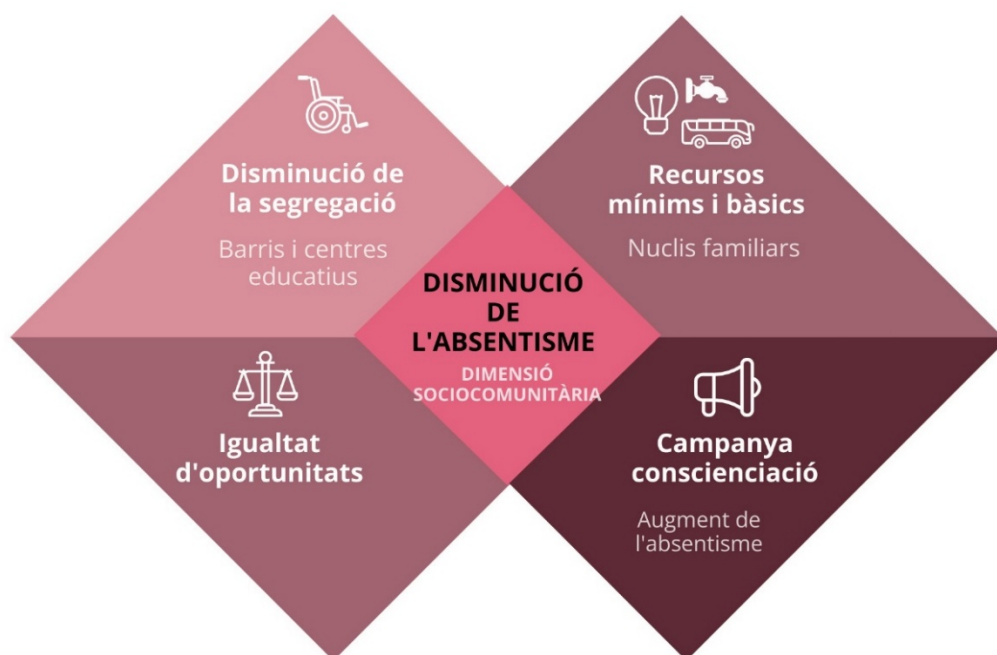 Disminució de
la segregació
Barris i centres
educatius
Recursos
mínims i bàsics
Nuclis familiars
DISMINUCIÓ
DE
L'ABSENTISME
DIMENSIÓ
SOCIOCOMUNITÀRIA
Igualtat
d'oportunitats
Campanya
conscienciació
Augment de
l'absentisme